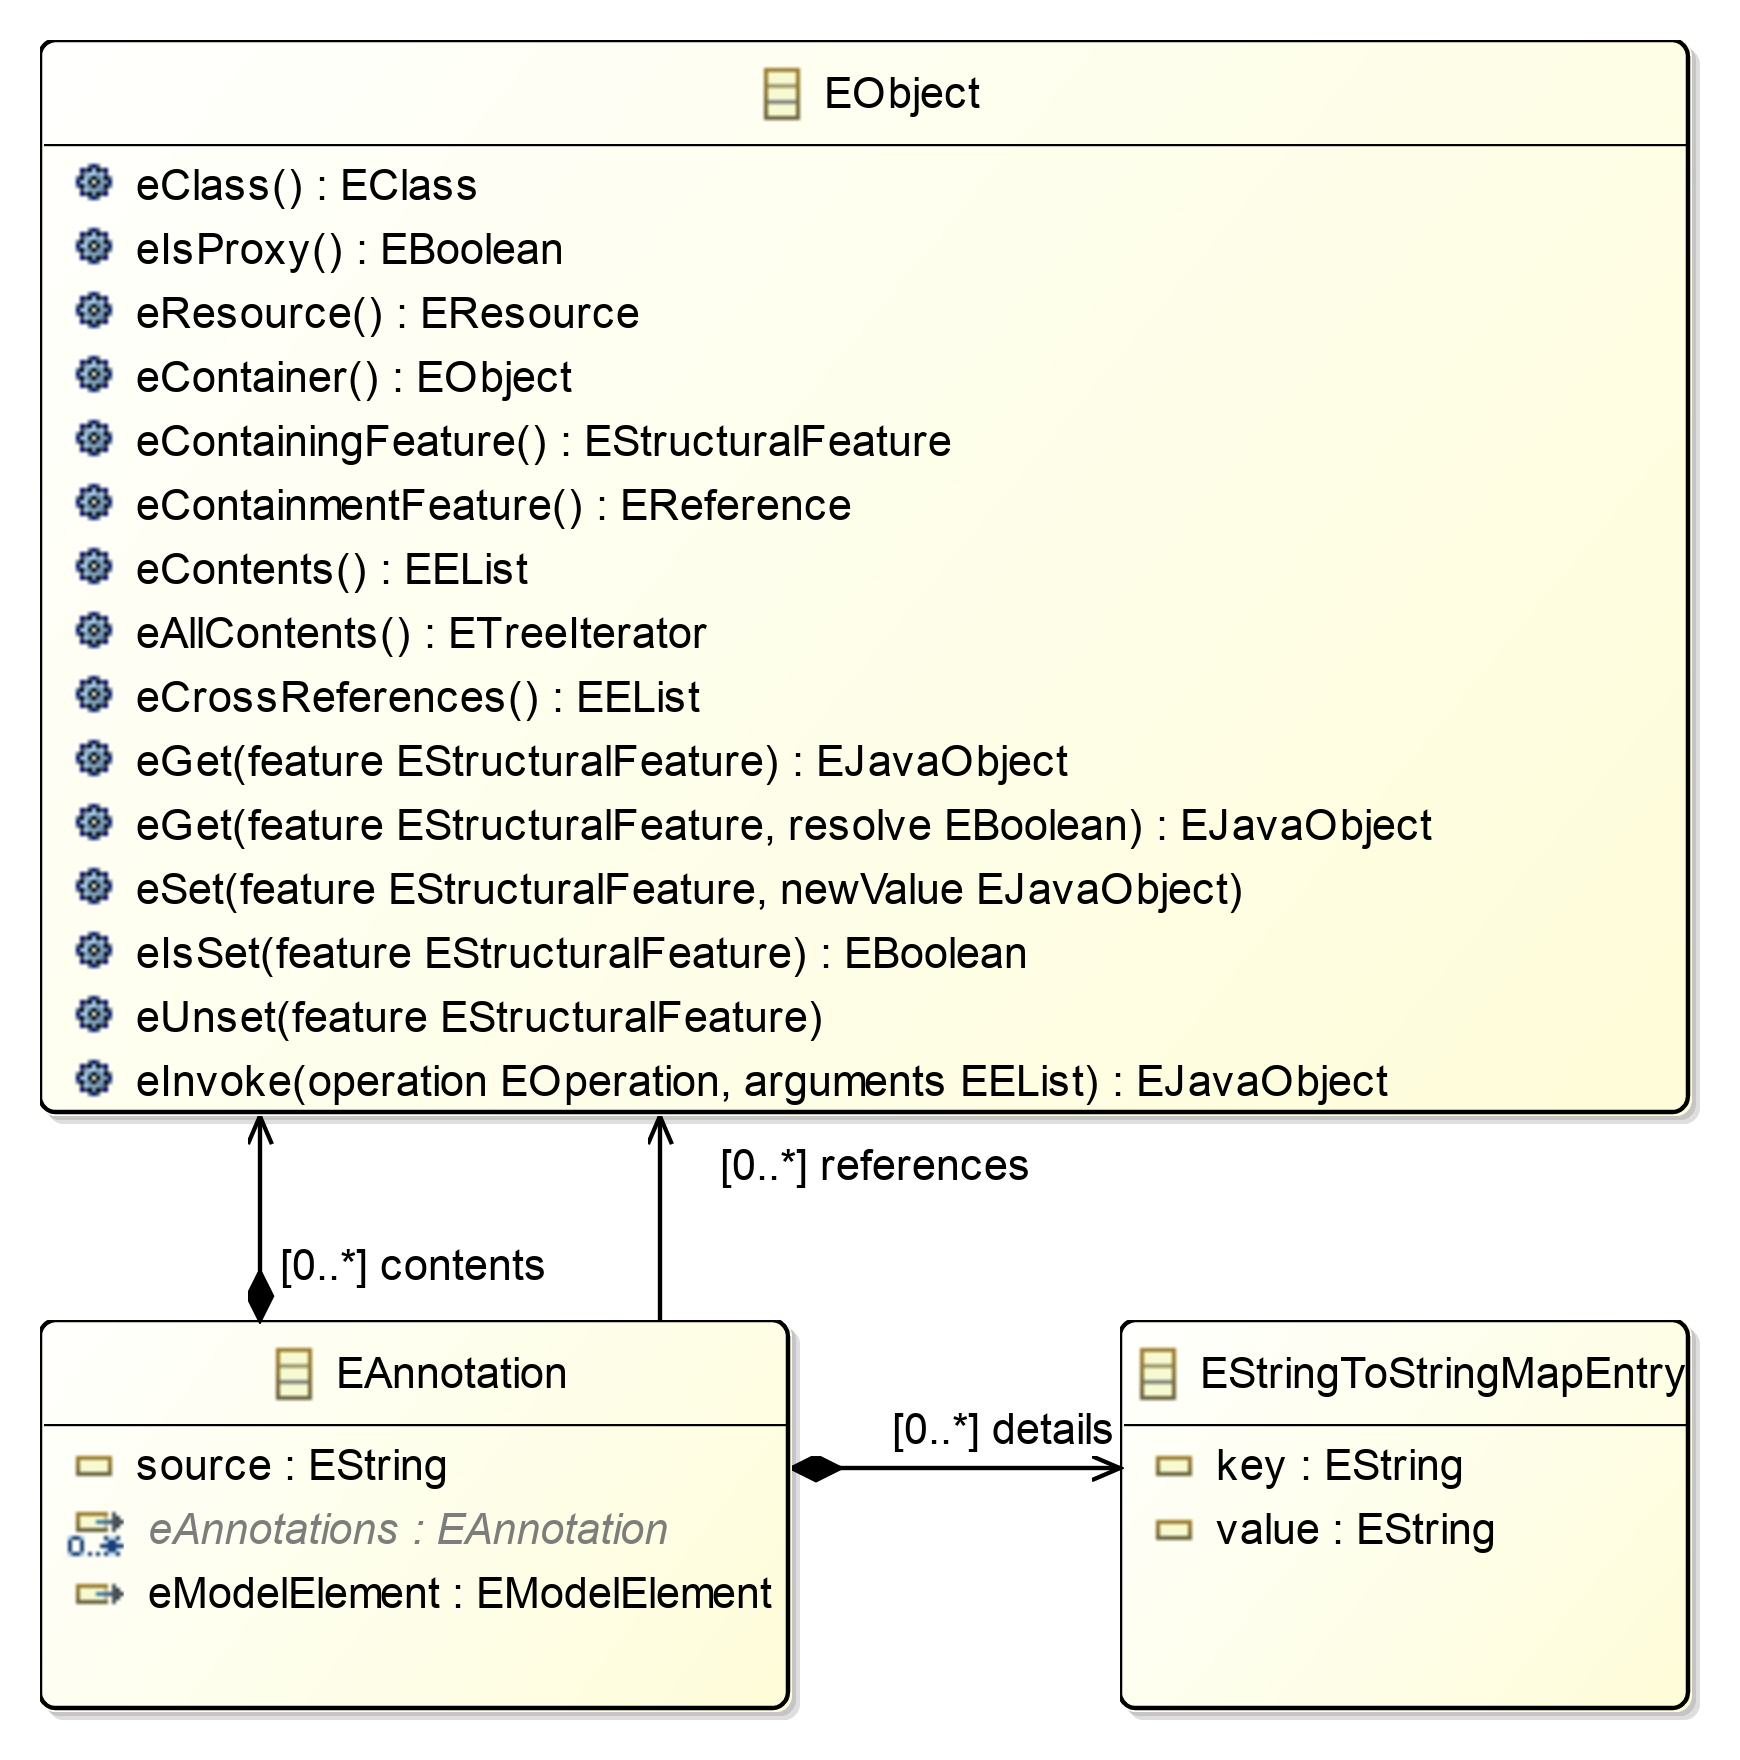 EObject
eClass() : EClass
eIsProxy() : EBoolean
eResource() : EResource
eContainer() : EObject
eContainingFeature() : EStructuralFeature
eContainmentFeature() : EReference
eContents() : EEList
eAllContents() : ETreeIterator
eCrossReferences() : EEList
eGet(feature EStructuralFeature) : EJavaObject
eGet(feature EStructuralFeature, resolve EBoolean) : EJavaObject
eSet(feature EStructuralFeature, newValue EJavaObject)
eIsSet(feature EStructuralFeature) : EBoolean
eUnset(feature EStructuralFeature)
eInvoke(operation EOperation, arguments EEList) : EJavaObject
[0..*] references
[0..*] contents
EAnnotation
source : EString
0..* eAnnotations : EAnnotation
eModelElement : EModelElement
[0..*] details
EStringToStringMapEntry
key : EString
value : EString